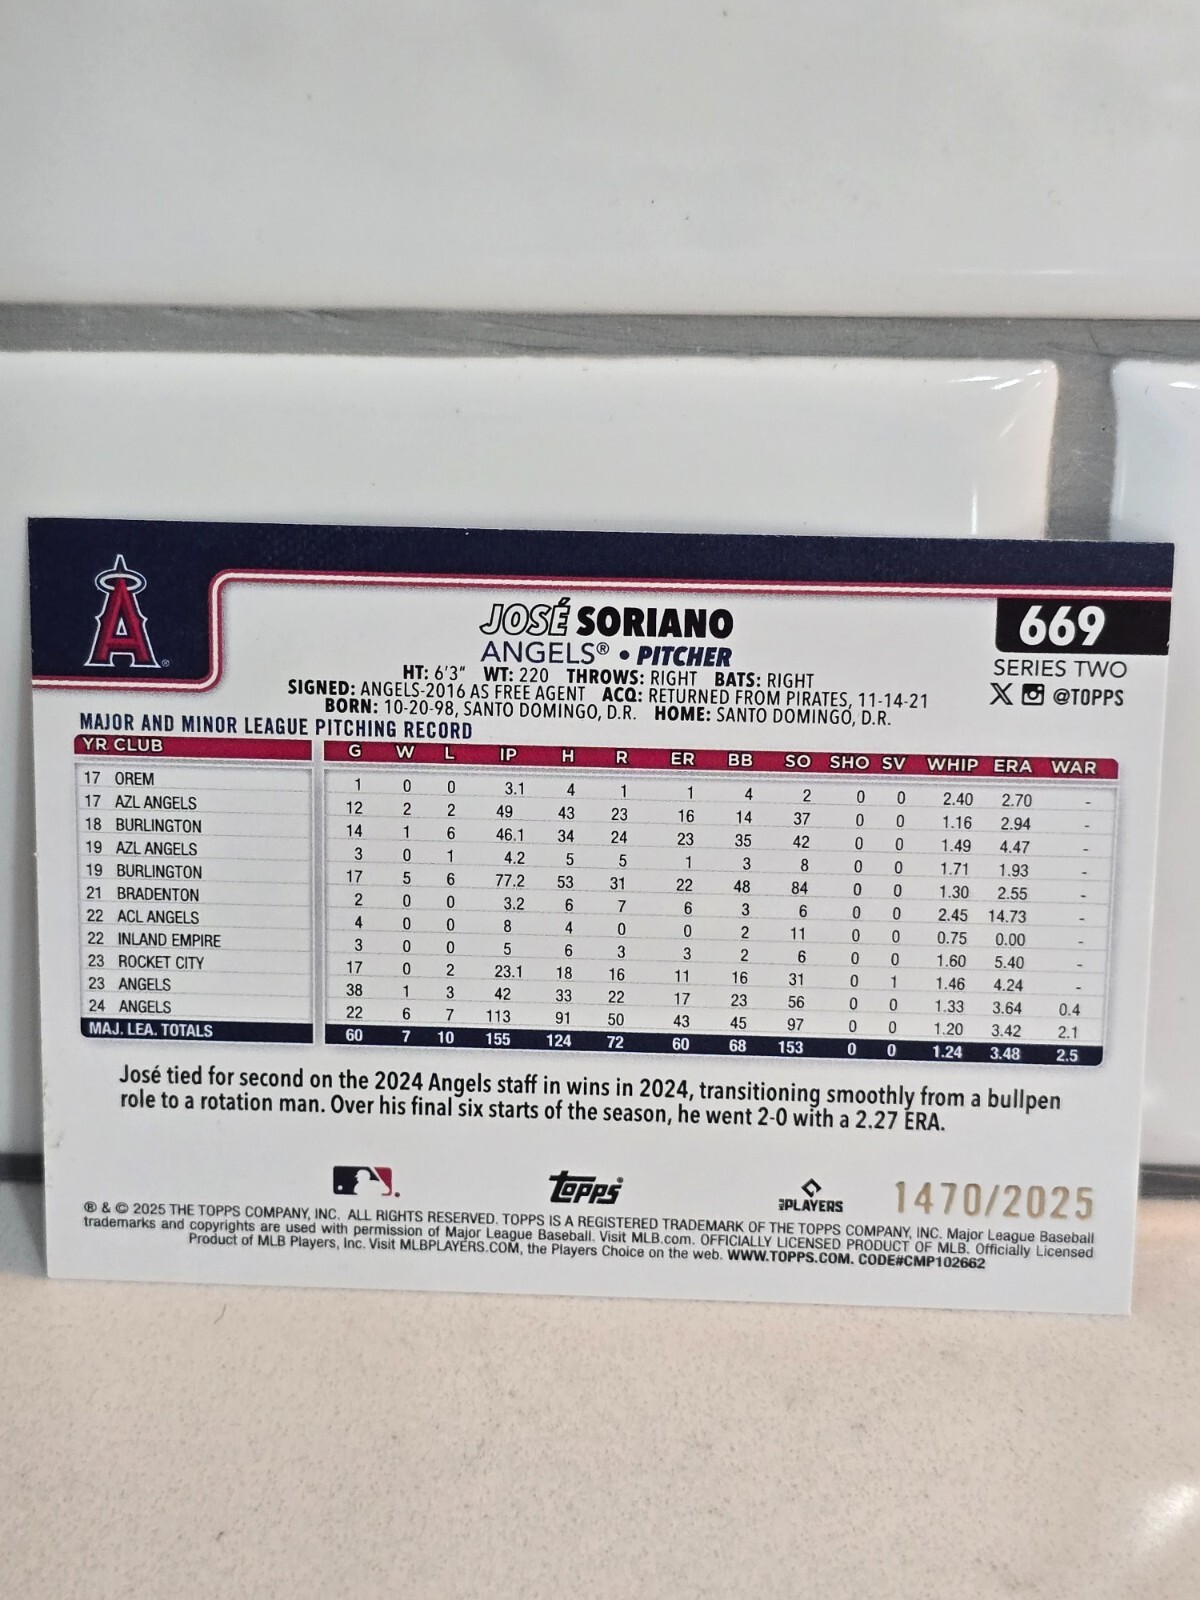 A®
JOSÉ SORIANO
669
ANGELS® • PITCHER
SERIES TWO
HT: 6'3" WT: 220 THROWS: RIGHT BATS: RIGHT
X @TOPPS
SIGNED: ANGELS-2016 AS FREE AGENT ACQ: RETURNED FROM PIRATES, 11-14-21
BORN: 10-20-98, SANTO DOMINGO, D.R. HOME: SANTO DOMINGO, D.R.
MAJOR AND MINOR LEAGUE PITCHING RECORD
YR CLUB G W L IP H R ER BB SO SHO SV WHIP ERA WAR
17 OREM 1 0 0 3.1 4 1 1 4 2 0 0 2.40 2.70 -
17 AZL ANGELS 12 2 2 49 43 23 16 14 37 0 0 1.16 2.94 -
18 BURLINGTON 14 1 6 46.1 34 24 23 35 42 0 0 1.49 4.47 -
19 AZL ANGELS 3 0 1 4.2 5 5 1 3 8 0 0 1.71 1.93 -
19 BURLINGTON 17 5 6 77.2 53 31 22 48 84 0 0 1.30 2.55 -
21 BRADENTON 2 0 0 3.2 6 7 6 3 6 0 0 2.45 14.73 -
22 ACL ANGELS 4 0 0 8 4 0 0 2 11 0 0 0.75 0.00 -
22 INLAND EMPIRE 3 0 0 5 6 3 3 2 6 0 0 1.60 5.40 -
23 ROCKET CITY 17 0 2 23.1 18 16 11 16 31 0 1 1.46 4.24 -
23 ANGELS 38 1 3 42 33 22 17 23 56 0 0 1.33 3.64 0.4
24 ANGELS 22 6 7 113 91 50 43 45 97 0 0 1.20 3.42 2.1
MAJ. LEA. TOTALS 60 7 10 155 124 72 60 68 153 0 0 1.24 3.48 2.5
José tied for second on the 2024 Angels staff in wins in 2024, transitioning smoothly from a bullpen
role to a rotation man. Over his final six starts of the season, he went 2-0 with a 2.27 ERA.
Topps
PLAYERS
1470/2025
® & © 2025 THE TOPPS COMPANY, INC. ALL RIGHTS RESERVED. TOPPS IS A REGISTERED TRADEMARK OF THE TOPPS COMPANY, INC. Major League Baseball
trademarks and copyrights are used with permission of Major League Baseball. Visit MLB.com. OFFICIALLY LICENSED PRODUCT OF MLB. Officially Licensed
Product of MLB Players, Inc. Visit MLBPLAYERS.COM, the Players Choice on the web. WWW.TOPPS.COM. CODE#CMP102662